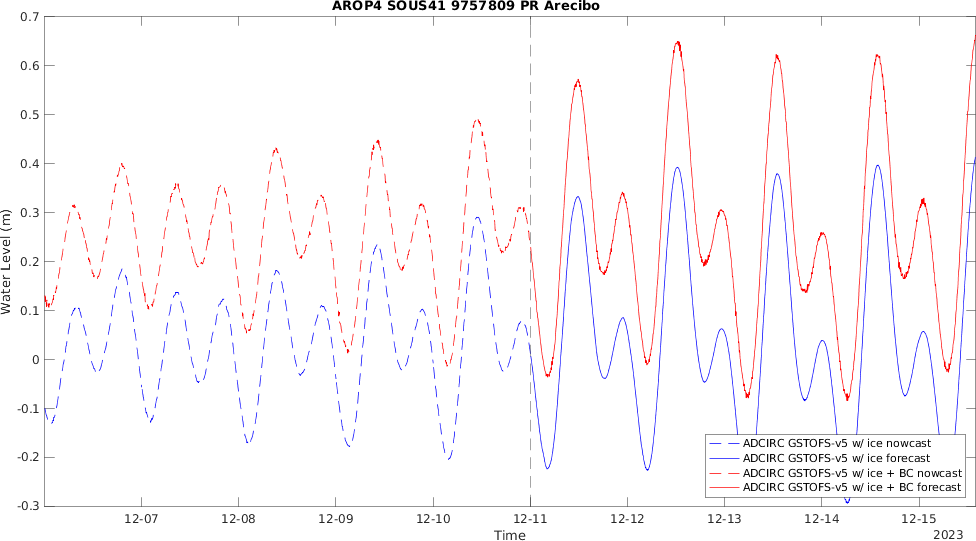 AROP4 SOUS41 9757809 PR Arecibo
0.7
0.6
0.5
0.4
0.3
0.2
0.1
0
-0.1
-0.2
-0.3
Water Level (m)
12-07 12-08 12-09 12-10 12-11 12-12 12-13 12-14 12-15
Time
2023
ADCIRC GSTOFS-v5 w/ ice nowcast
ADCIRC GSTOFS-v5 w/ ice forecast
ADCIRC GSTOFS-v5 w/ ice + BC nowcast
ADCIRC GSTOFS-v5 w/ ice + BC forecast